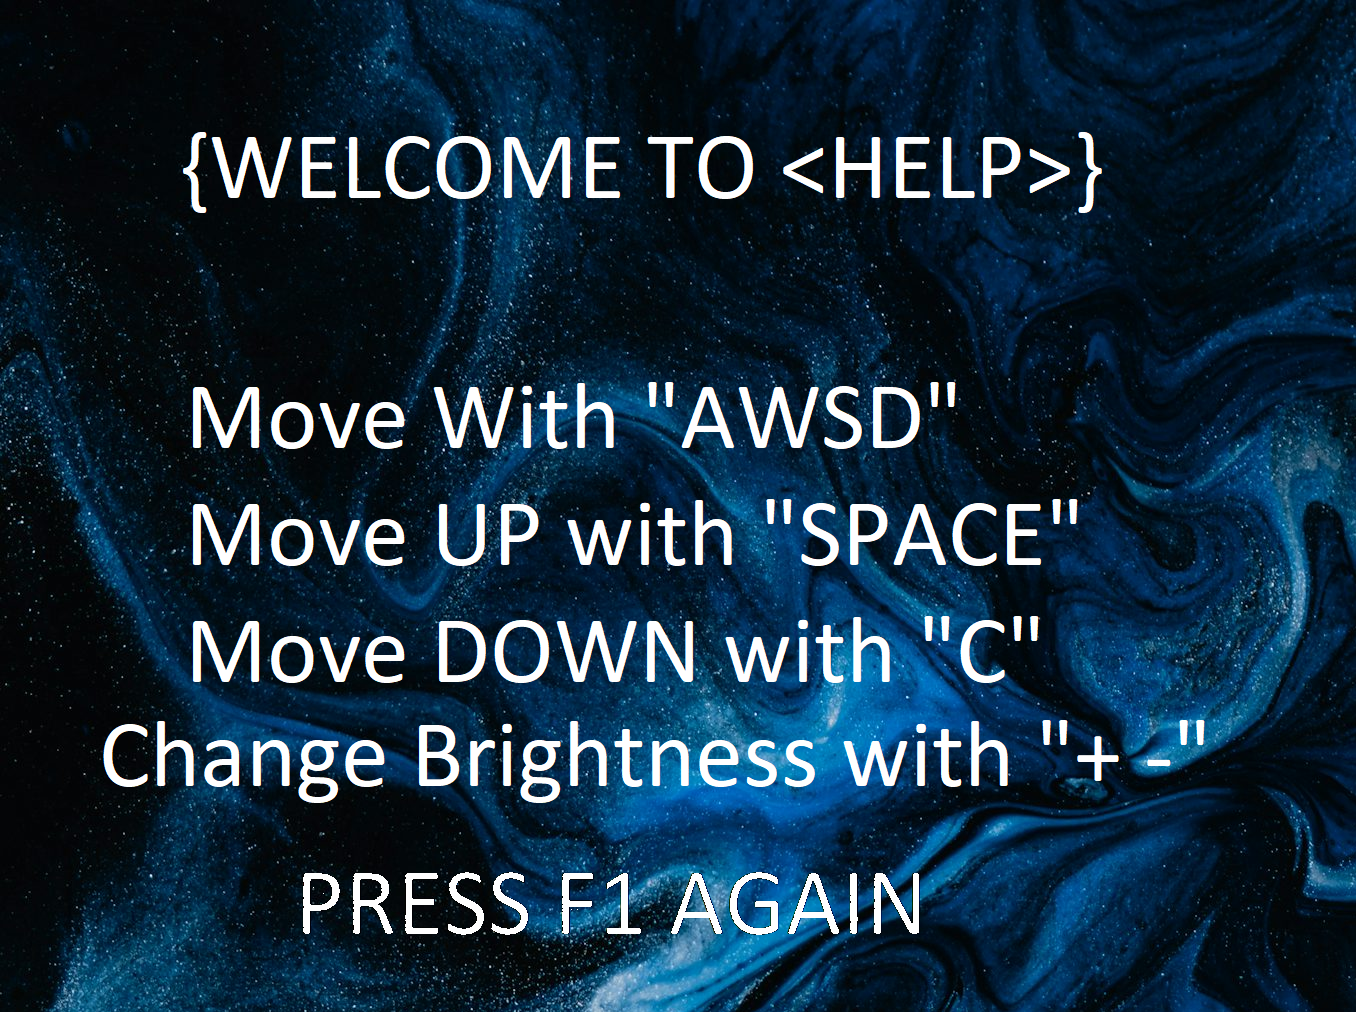 {WELCOME TO <HELP>}
Move With "AWSD"
Move UP with "SPACE"
Move DOWN with "C"
Change Brightness with "+ -"
PRESS F1 AGAIN